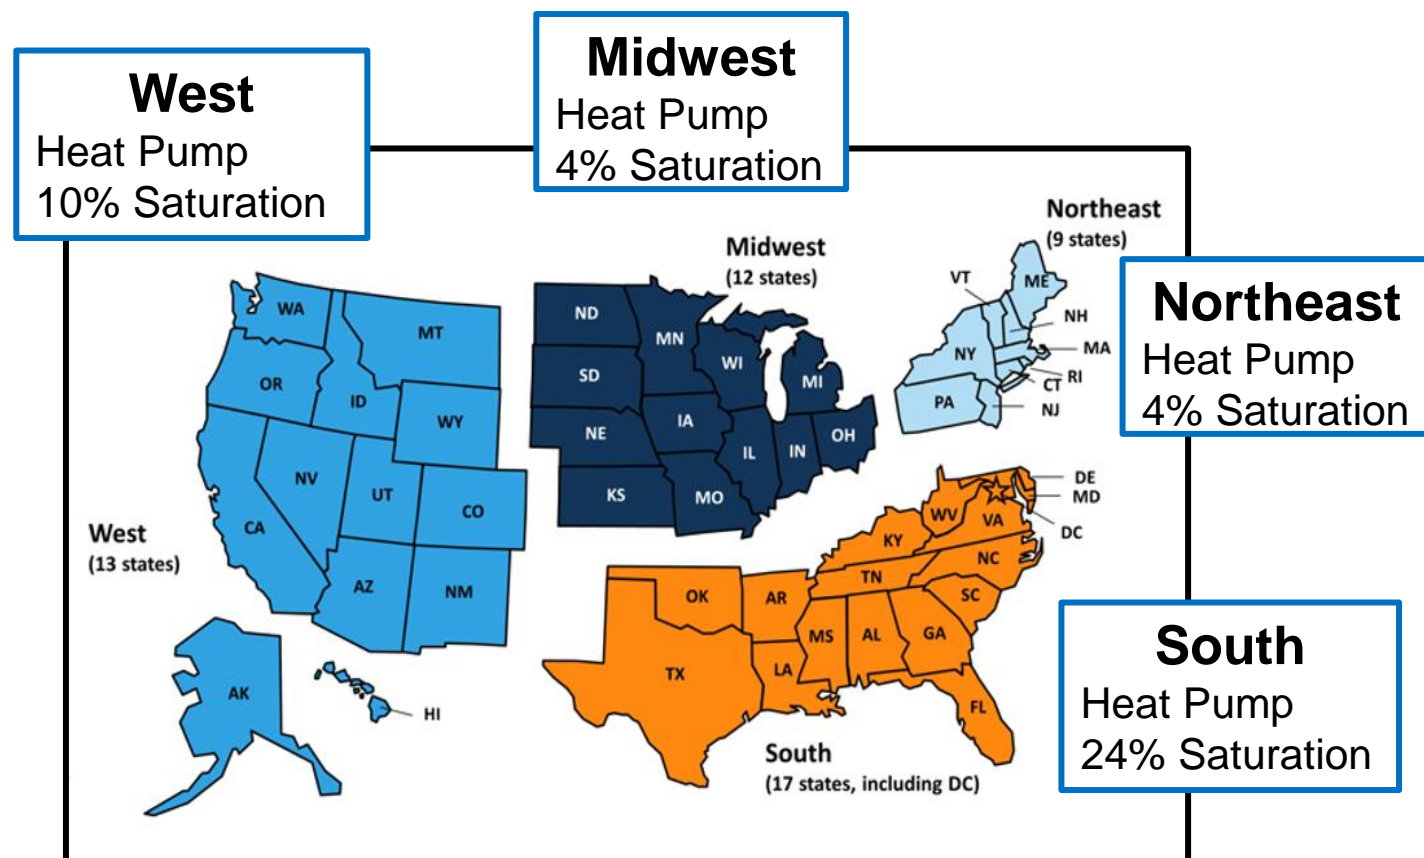 West
Heat Pump
10% Saturation
Midwest
Heat Pump
4% Saturation
Northeast
Heat Pump
4% Saturation
South
Heat Pump
24% Saturation
West
(13 states)
WA
MT
OR
ID
WY
NV
UT
CO
CA
AZ
NM
AK
HI
Midwest
(12 states)
ND
MN
SD
WI
MI
NE
IA
IL
IN
OH
KS
MO
Northeast
(9 states)
VT
ME
NH
NY
MA
RI
CT
PA
NJ
South
(17 states, including DC)
DE
MD
WV
VA
DC
KY
NC
TN
OK
AR
SC
MS
AL
GA
TX
LA
FL